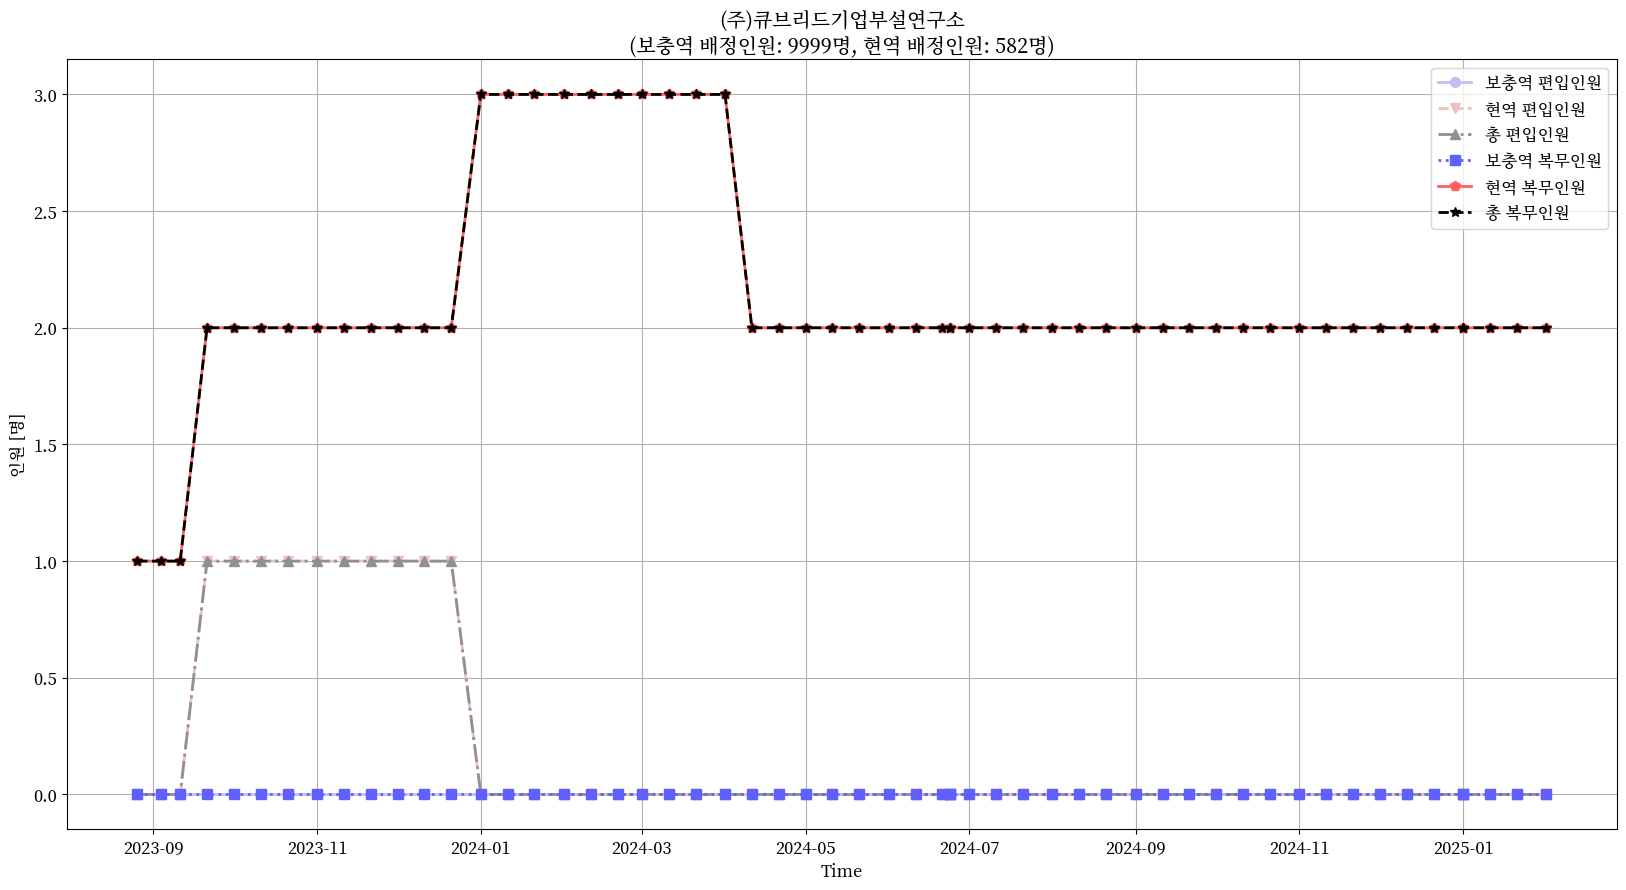 (주)큐브리드기업부설연구소
(보충역 배정인원: 9999명, 현역 배정인원: 582명)
보충역 편입인원
현역 편입인원
총 편입인원
보충역 복무인원
현역 복무인원
총 복무인원
인원 [명]
3.0
2.5
2.0
1.5
1.0
0.5
0.0
2023-09 2023-11 2024-01 2024-03 2024-05 2024-07 2024-09 2024-11 2025-01
Time